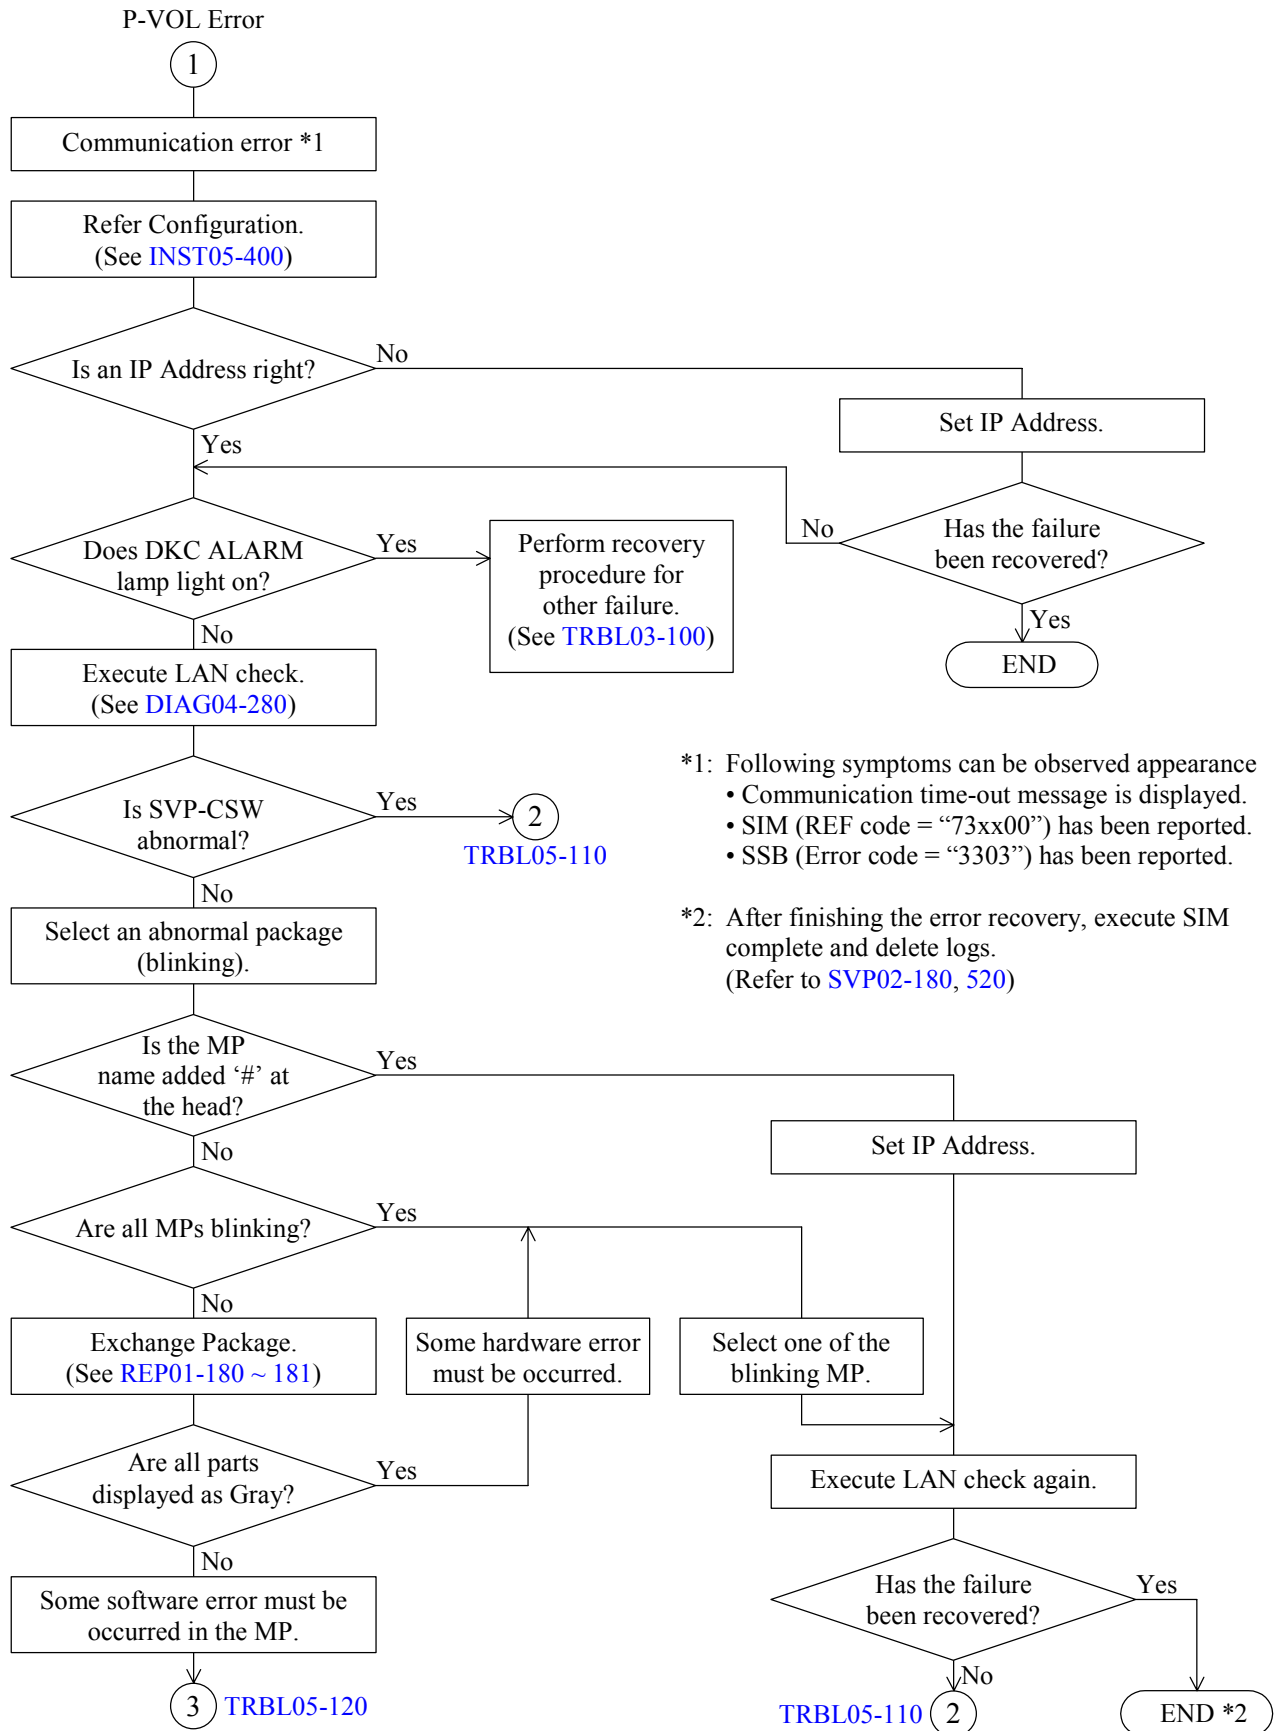 P-VOL Error
1
Communication error *1
Refer Configuration.
(See INST05-400)
Is an IP Address right?
No
Yes
Set IP Address.
Has the failure
been recovered?
No
Yes
END
Does DKC ALARM
lamp light on?
Yes
No
Perform recovery
procedure for
other failure.
(See TRBL03-100)
Execute LAN check.
(See DIAG04-280)
Is SVP-CSW
abnormal?
Yes
2
TRBL05-110
No
*1: Following symptoms can be observed appearance
• Communication time-out message is displayed.
• SIM (REF code = “73xx00”) has been reported.
• SSB (Error code = “3303”) has been reported.
*2: After finishing the error recovery, execute SIM
complete and delete logs.
(Refer to SVP02-180, 520)
Select an abnormal package
(blinking).
Is the MP
name added ‘#’ at
the head?
Yes
No
Set IP Address.
Are all MPs blinking?
Yes
No
Exchange Package.
(See REP01-180 ~ 181)
Some hardware error
must be occurred.
Select one of the
blinking MP.
Are all parts
displayed as Gray?
Yes
No
Execute LAN check again.
Some software error must be
occurred in the MP.
Has the failure
been recovered?
Yes
No
3 TRBL05-120
TRBL05-110 2
END *2